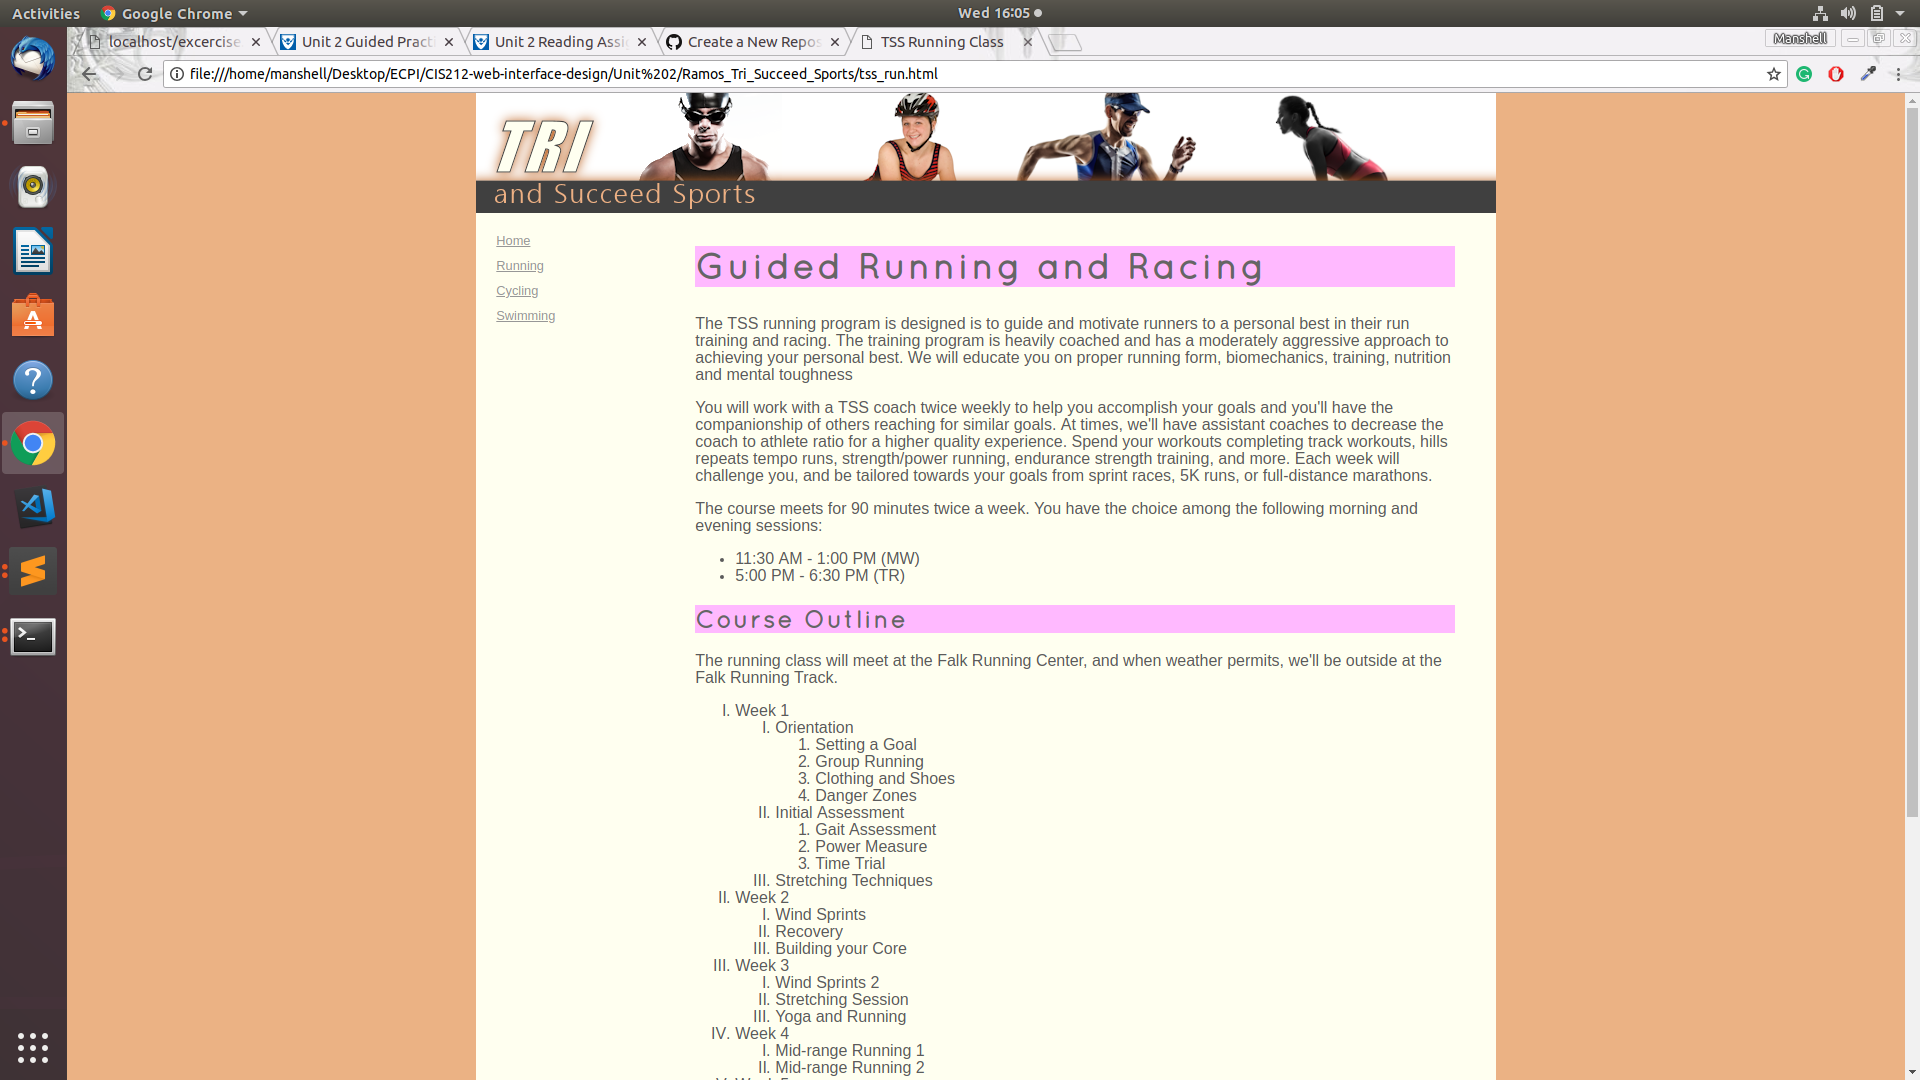 Activities
Google Chrome
Wed 16:05
localhost/excercise
Unit 2 Guided Practi
Unit 2 Reading Assig
Create a New Repos
TSS Running Class
Manshell
file:///home/manshell/Desktop/ECPI/CIS212-web-interface-design/Unit%202/Ramos_Tri_Succeed_Sports/tss_run.html
TRI
and Succeed Sports
Home
Running
Cycling
Swimming
Guided Running and Racing
The TSS running program is designed is to guide and motivate runners to a personal best in their run
training and racing. The training program is heavily coached and has a moderately aggressive approach to
achieving your personal best. We will educate you on proper running form, biomechanics, training, nutrition
and mental toughness
You will work with a TSS coach twice weekly to help you accomplish your goals and you'll have the
companionship of others reaching for similar goals. At times, we'll have assistant coaches to decrease the
coach to athlete ratio for a higher quality experience. Spend your workouts completing track workouts, hills
repeats tempo runs, strength/power running, endurance strength training, and more. Each week will
challenge you, and be tailored towards your goals from sprint races, 5K runs, or full-distance marathons.
The course meets for 90 minutes twice a week. You have the choice among the following morning and
evening sessions:
• 11:30 AM - 1:00 PM (MW)
• 5:00 PM - 6:30 PM (TR)
Course Outline
The running class will meet at the Falk Running Center, and when weather permits, we'll be outside at the
Falk Running Track.
I. Week 1
I. Orientation
1. Setting a Goal
2. Group Running
3. Clothing and Shoes
4. Danger Zones
II. Initial Assessment
1. Gait Assessment
2. Power Measure
3. Time Trial
III. Stretching Techniques
II. Week 2
I. Wind Sprints
II. Recovery
III. Building your Core
III. Week 3
I. Wind Sprints 2
II. Stretching Session
III. Yoga and Running
IV. Week 4
I. Mid-range Running 1
II. Mid-range Running 2